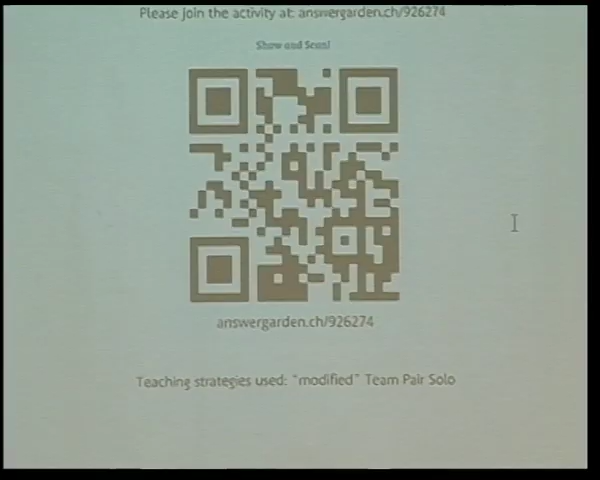 Please join the activity at: answergarden.ch/926274
Show and Scan!
answergarden.ch/926274
Teaching strategies used: "modified" Team Pair Solo